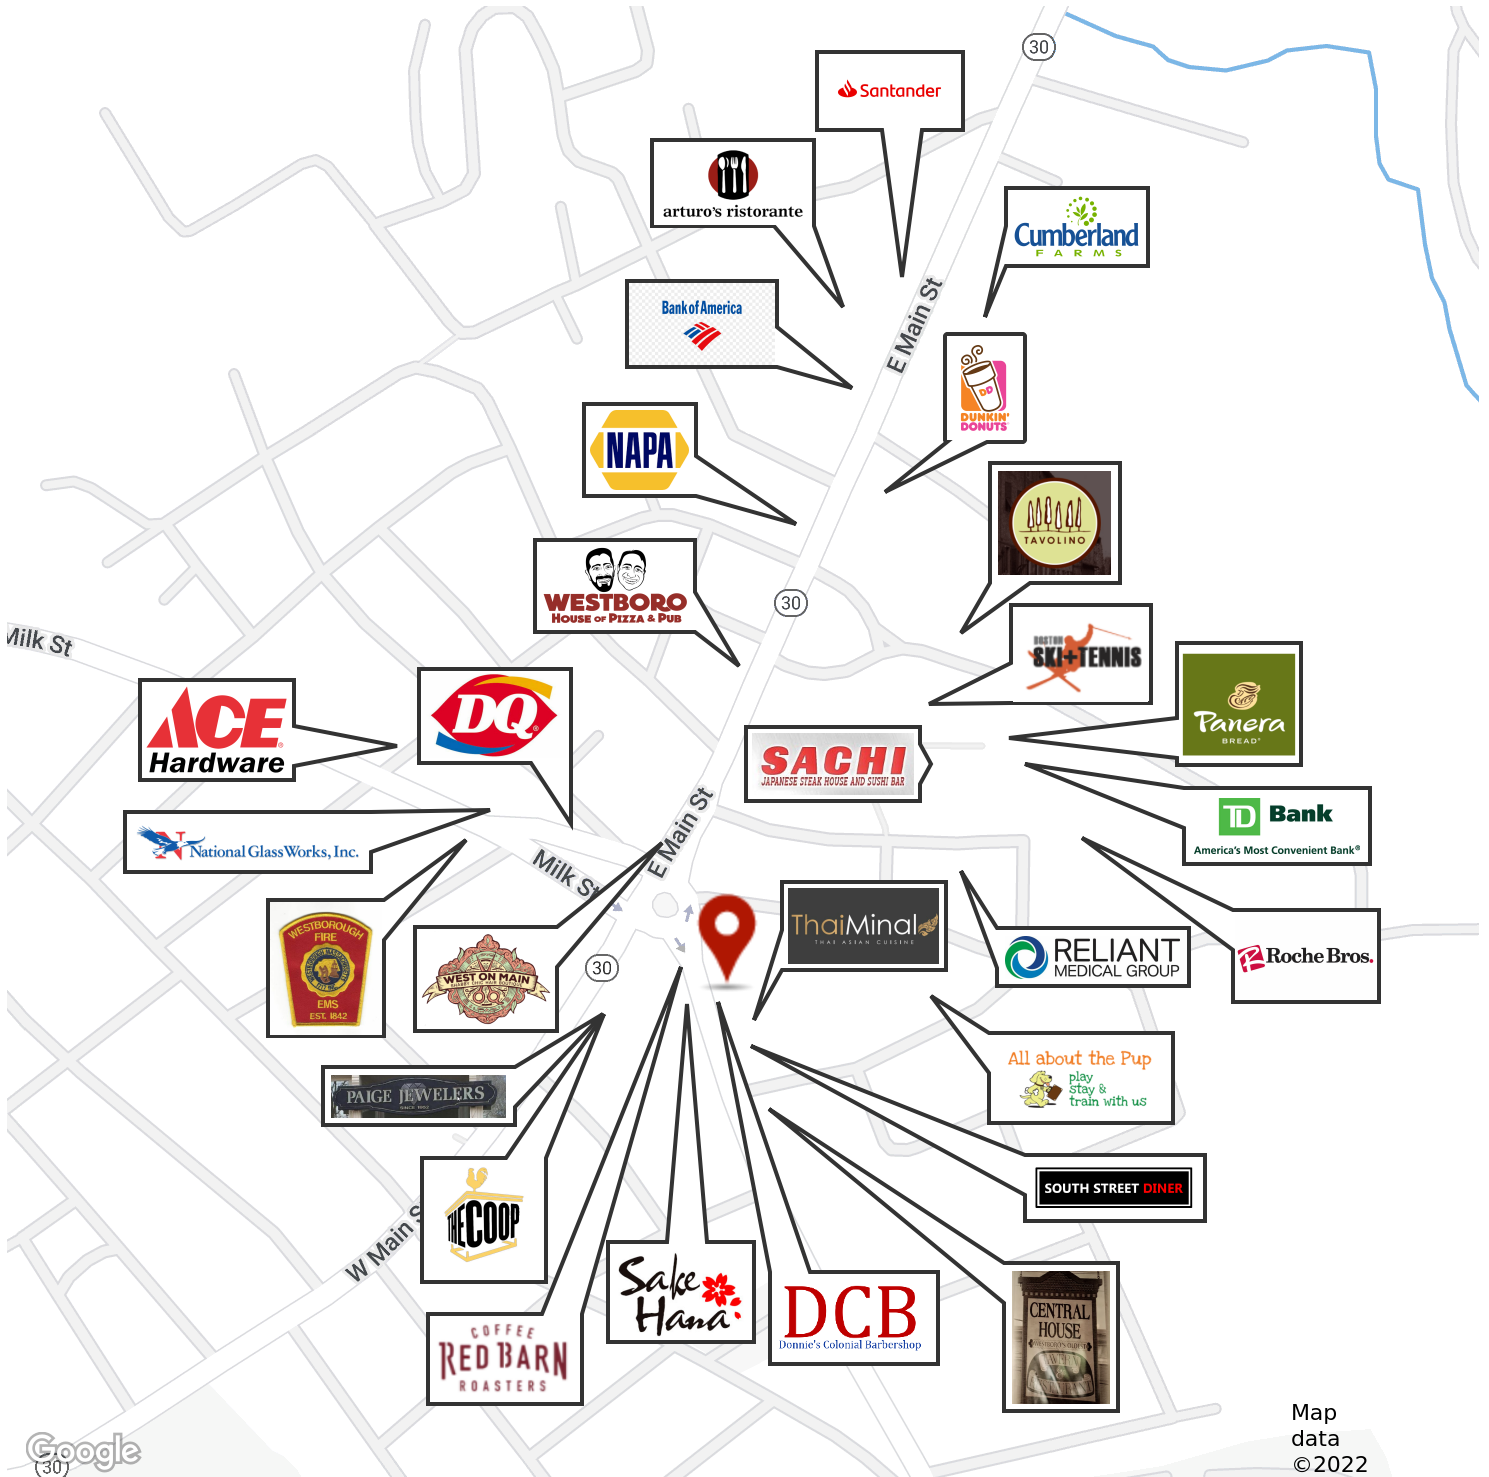 30
Santander
arturo's ristorante
Cumberland
FARMS
Bank of America
E Main St
DD
DUNKIN'
DONUTS
NAPA
TAVOLINO
WESTBORO
HOUSE OF PIZZA & PUB
30
Milk St
BOSTON
SKI+TENNIS
ACE
Hardware
DQ
Panera
BREAD
SACHI
JAPANESE STEAK HOUSE AND SUSHI BAR
E Main St
TD Bank
America's Most Convenient Bank®
N
National Glass Works, Inc.
Milk St
ThaiMinal
THAI ASIAN CUISINE
WESTBOROUGH
FIRE
EMS
EST. 1842
WEST ON MAIN
30
RELIANT
MEDICAL GROUP
Roche Bros.
All about the Pup
play
stay &
train with us
PAIGE JEWELERS
THE COOP
SOUTH STREET DINER
W Main St
Sake
Hana
DCB
Donnie's Colonial Barbershop
CENTRAL
HOUSE
COFFEE
RED BARN
ROASTERS
Google
(30)
Map
data
©2022